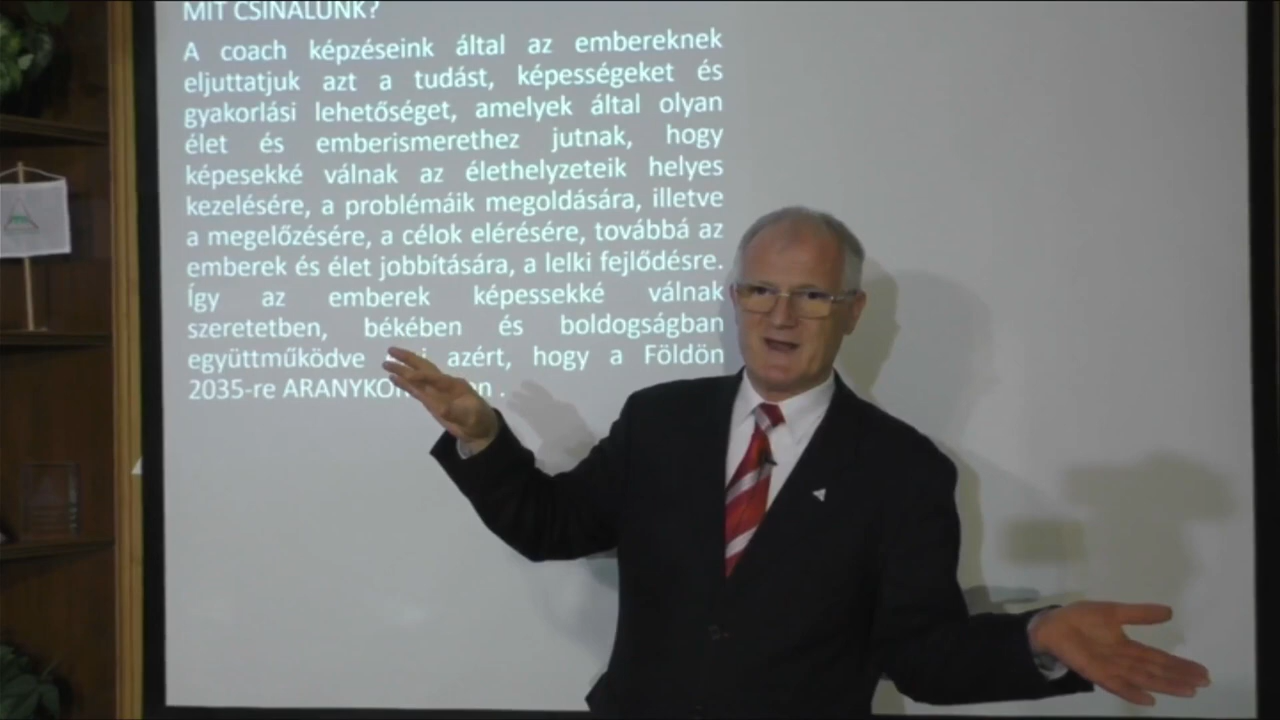 MIT CSINÁLUNK?
A coach képzéseink által az embereknek
eljuttatjuk azt a tudást, képességeket és
gyakorlási lehetőséget, amelyek által olyan
élet és emberismerethez jutnak, hogy
képesekké válnak az élethelyzeteik helyes
kezelésére, a problémáik megoldására, illetve
a megelőzésére, a célok elérésére, továbbá az
emberek és élet jobbítására, a lelki fejlődésre.
Így az emberek képessekké válnak
szeretetben, békében és boldogságban
együttműködve azért, hogy a Földön
2035-re